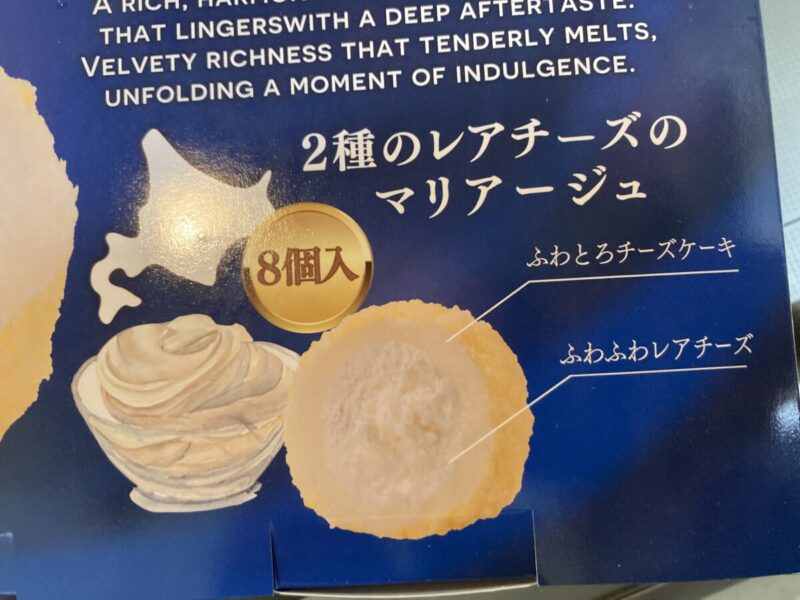 A RICH,
THAT LINGERSWITH A DEEP AFTERTASTE.
VELVETY RICHNESS THAT TENDERLY MELTS,
UNFOLDING A MOMENT OF INDULGENCE.
2種のレアチーズの
マリアージュ
8個入
ふわとろチーズケーキ
ふわふわレアチーズ